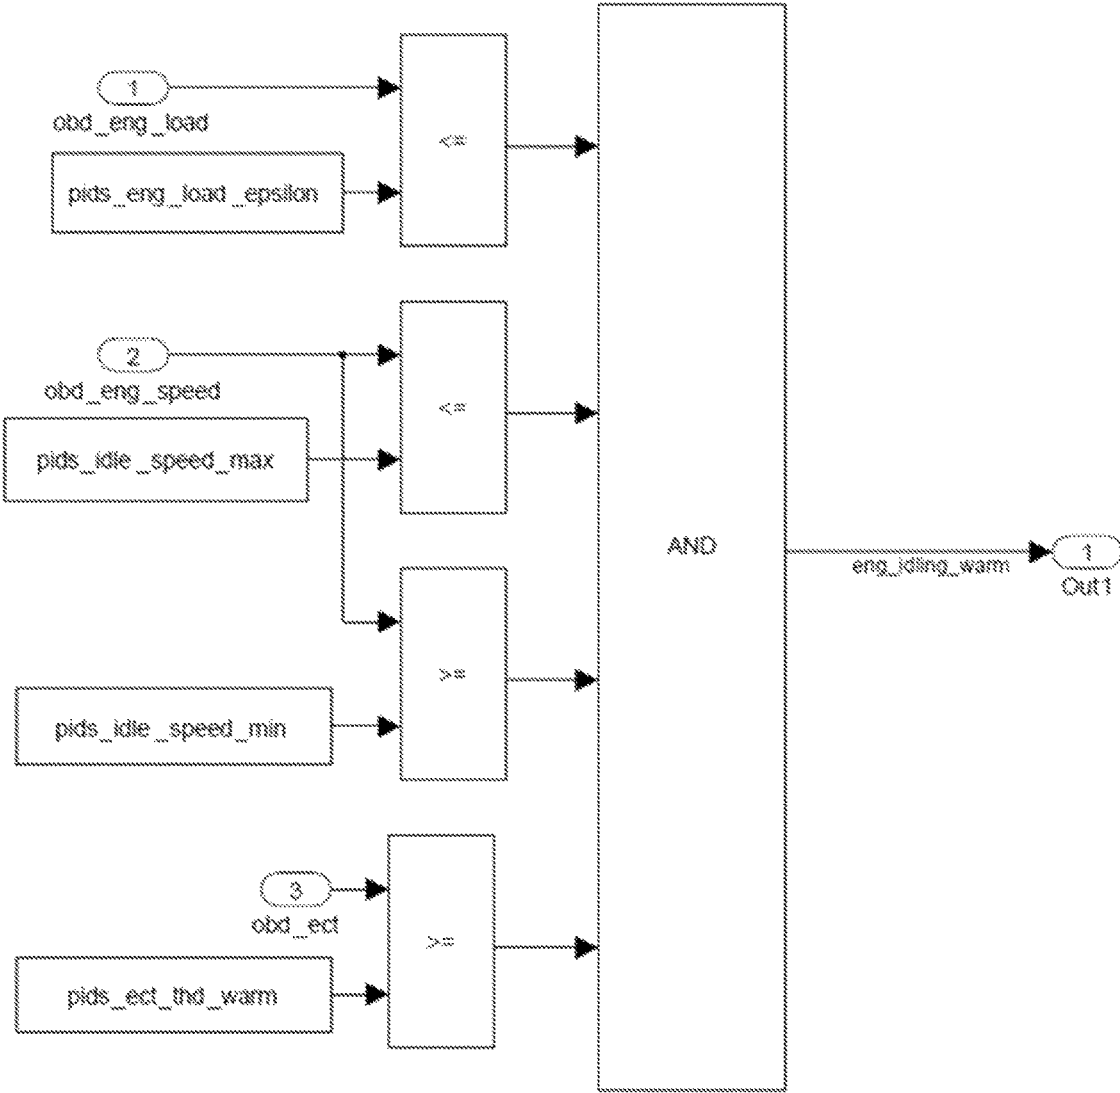 1
obd_eng_load
pids_eng_load_epsilon
<=
2
obd_eng_speed
pids_idle_speed_max
<=
>=
pids_idle_speed_min
3
obd_ect
pids_ect_thd_warm
>=
AND
eng_idling_warm
1
Out1